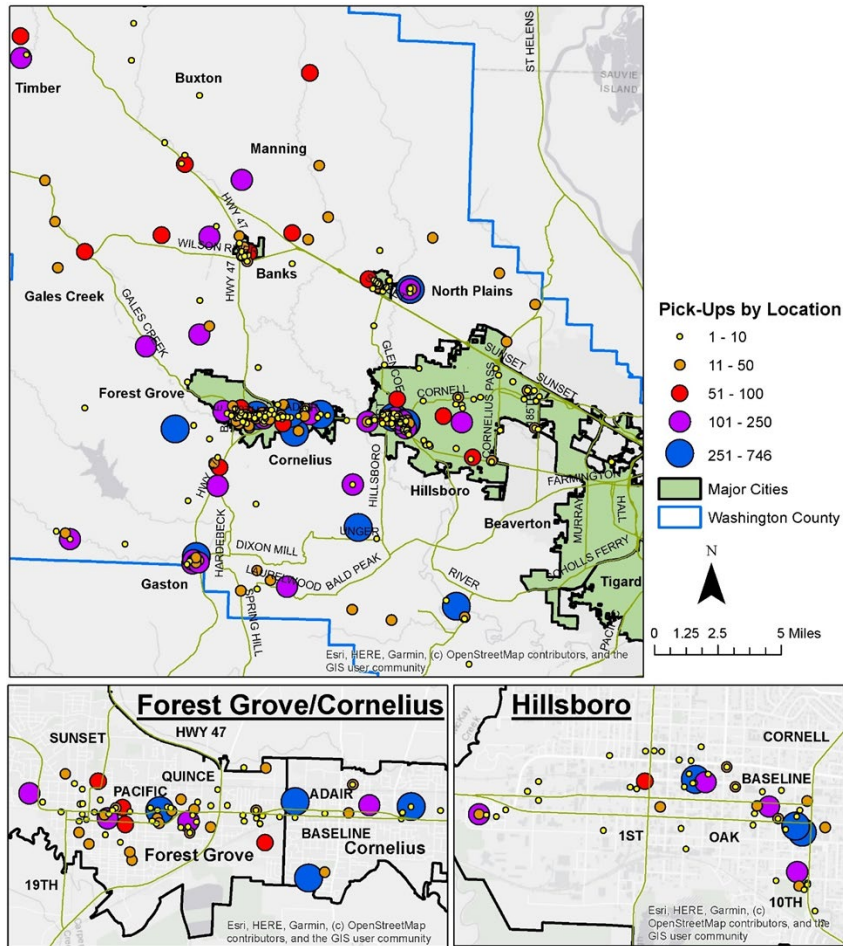 ST HELENS
SAUVIE
ISLAND
Timber
Buxton
Manning
HWY 47
WILSON RI
Banks
HWY 47
Gales Creek
GALES CREEK
North Plains
GLENCOE
SUNSET
SUNSET
CORNELL
CORNELIUS PASS
185
Forest Grove
Cornelius
HILLSBORO
Hillsboro
FARMINGTON
HWY
HARDEBECK
UNGER
Beaverton
MURRAY
HALL
DIXON MILL
BALD PEAK
SCHOLLS FERRY
Gaston
LAURELWOOD
RIVER
Tigard
SPRING HILL
PACIFIC
Esri, HERE, Garmin, (c) OpenStreetMap contributors, and the
GIS user community
Pick-Ups by Location
1 - 10
11 - 50
51 - 100
101 - 250
251 - 746
Major Cities
Washington County
N
0 1.25 2.5 5 Miles
Forest Grove/Cornelius
HWY 47
SUNSET
QUINCE
PACIFIC
ADAIR
BASELINE
Forest Grove
Cornelius
19TH
Esri, HERE, Garmin, (c) OpenStreetMap
contributors, and the GIS user community
Hillsboro
CORNELL
BASELINE
1ST
OAK
10TH
Esri, HERE, Garmin, (c)
OpenStreetMap contributors, and the
GIS user community